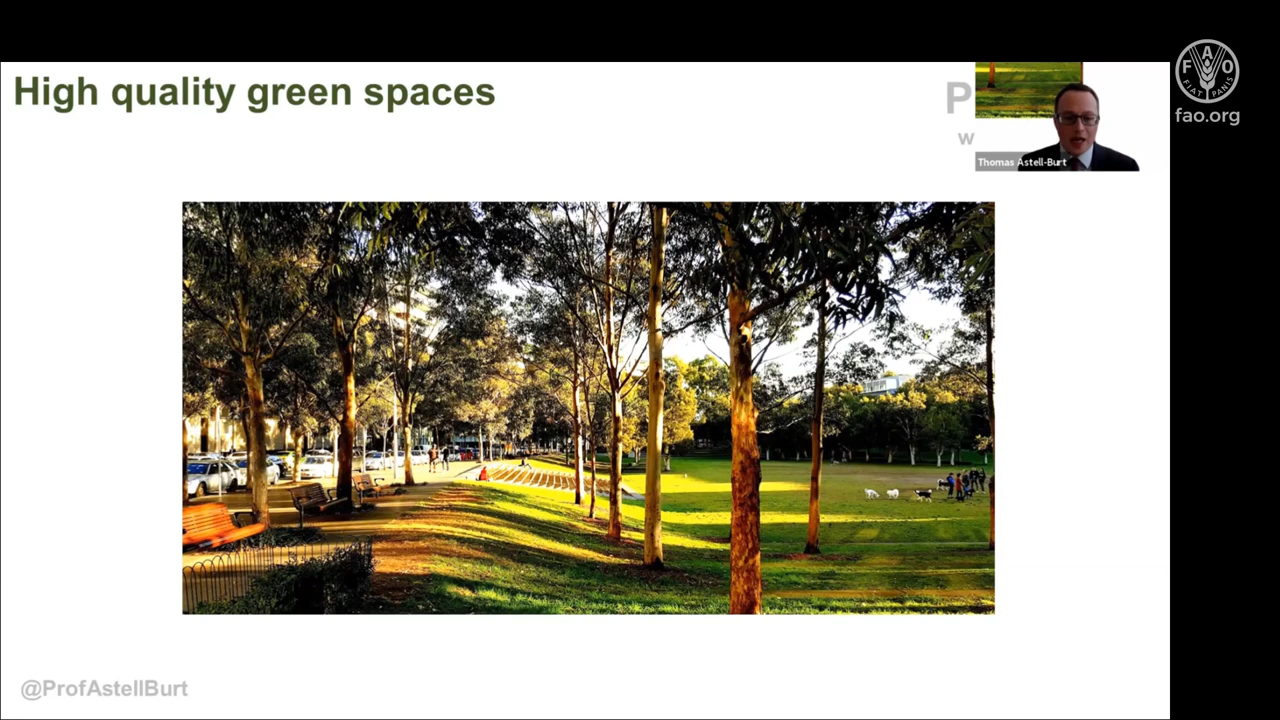 High quality green spaces
P
w
Thomas Astell-Burt
FAO
FIAT PANIS
fao.org
@ProfAstellBurt